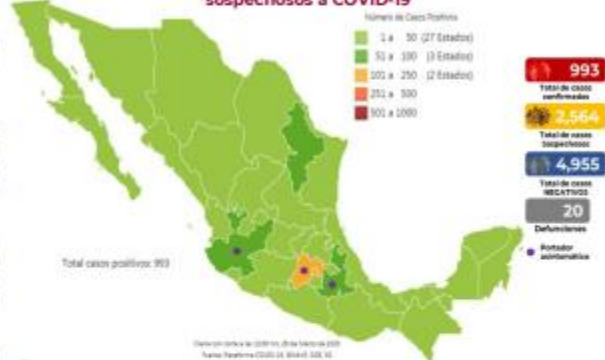 sospechosos a COVID-19
Número de Casos Positivos
1 a 50 (27 Estados)
51 a 100 (3 Estados)
101 a 250 (2 Estados)
251 a 500
501 a 1000
993
Total de casos
confirmados
2,564
Total de casos
Sospechosos
4,955
Total de casos
NEGATIVOS
20
Defunciones
Portador
asintomático
Total casos positivos: 993